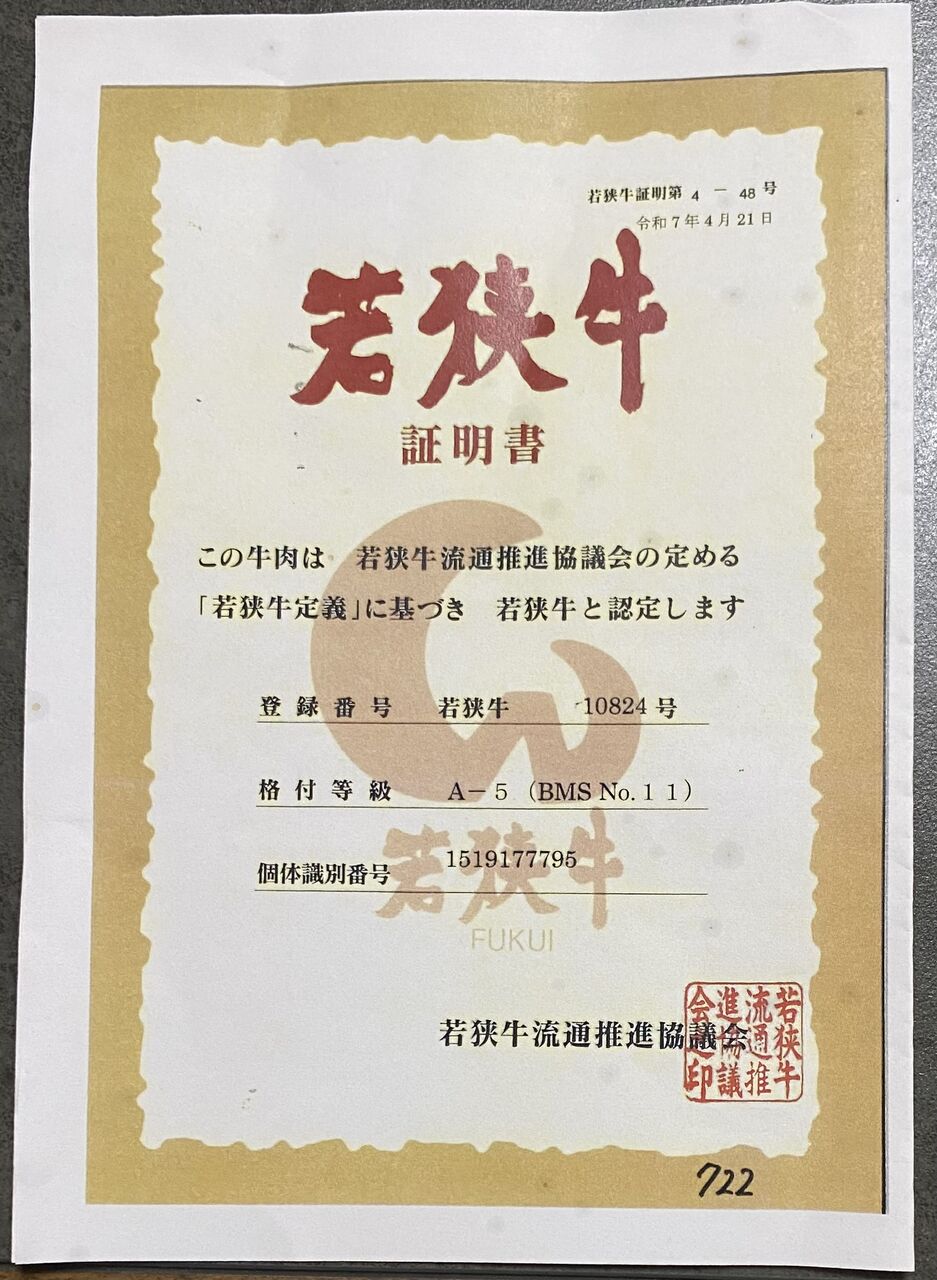 若狭牛証明第 4 － 48 号
令和7年4月21日
若狭牛
証明書
この牛肉は 若狭牛流通推進協議会の定める
「若狭牛定義」に基づき 若狭牛と認定します
登録番号 若狭牛 10824 号
格付等級 A－5 (BMS No.11)
個体識別番号 1519177795
若狭牛
FUKUI
若狭牛流通推進協議会
若狭牛
流通推
進協議
会之印
722